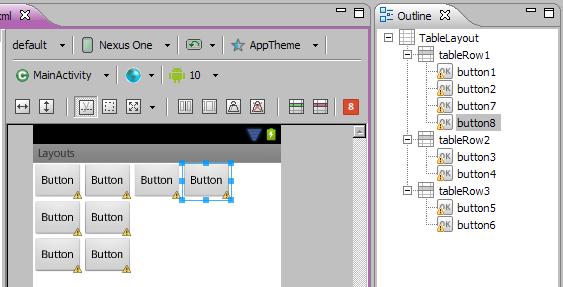 ml
default Nexus One AppTheme
MainActivity 10
8
Layouts
Button Button Button Button
Button Button
Button Button
Outline
TableLayout
tableRow1
OK button1
OK button2
OK button7
OK button8
tableRow2
OK button3
OK button4
tableRow3
OK button5
OK button6